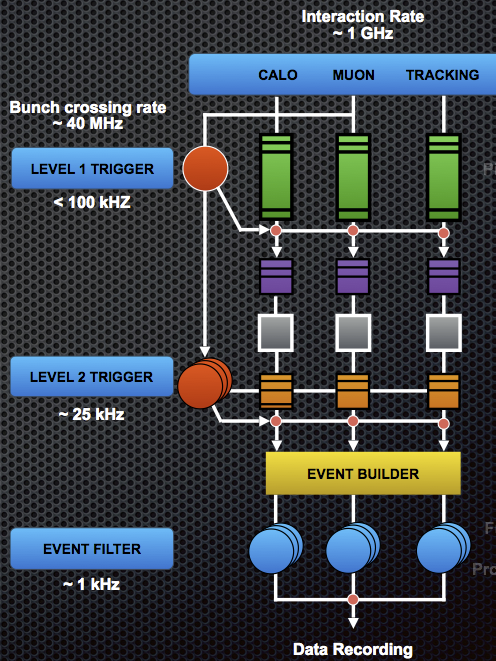 Interaction Rate
~ 1 GHz
CALO MUON TRACKING
Bunch crossing rate
~ 40 MHz
LEVEL 1 TRIGGER
< 100 kHZ
LEVEL 2 TRIGGER
~ 25 kHz
EVENT BUILDER
EVENT FILTER
~ 1 kHz
Data Recording